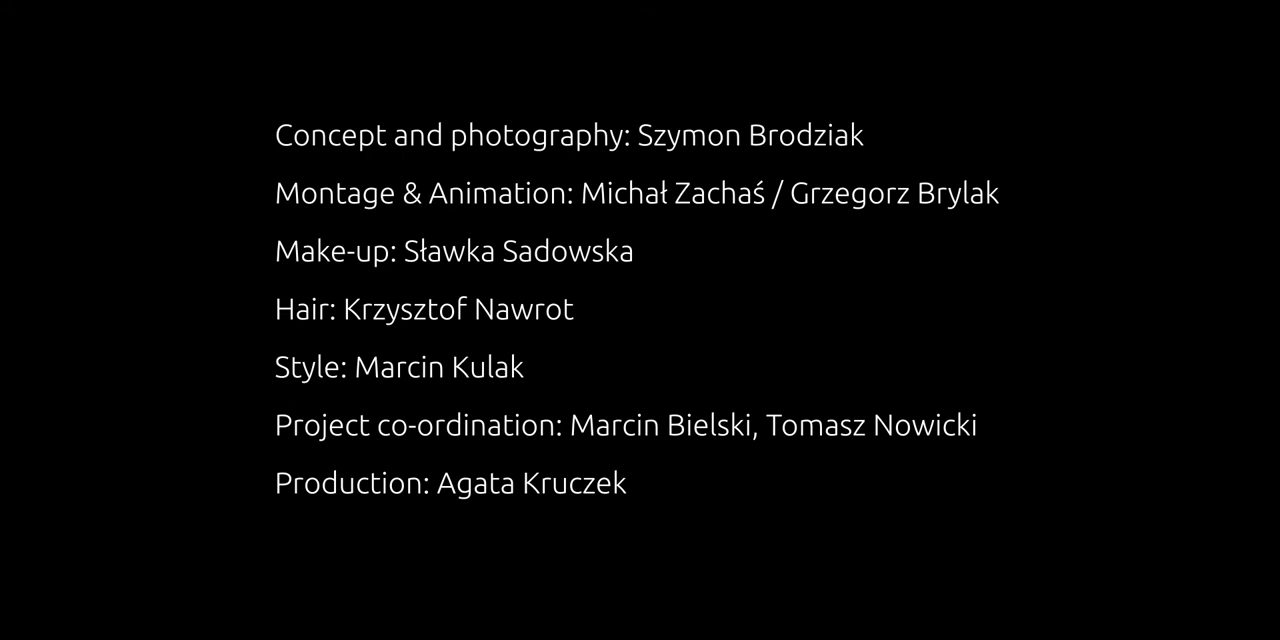 Concept and photography: Szymon Brodziak
Montage & Animation: Michał Zachaś / Grzegorz Brylak
Make-up: Sławka Sadowska
Hair: Krzysztof Nawrot
Style: Marcin Kulak
Project co-ordination: Marcin Bielski, Tomasz Nowicki
Production: Agata Kruczek